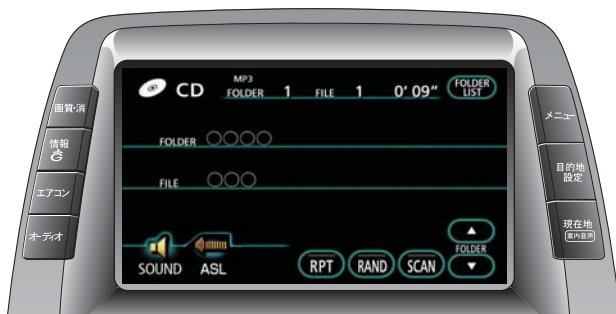 画質・消
情報
G
エアコン
オーディオ
CD
MP3
FOLDER 1 FILE 1 0' 09"
FOLDER
LIST
FOLDER ○○○○
FILE ○○○
SOUND
ASL
RPT
RAND
SCAN
▲
FOLDER
▼
メニュー
目的地
設定
現在地
案内音声